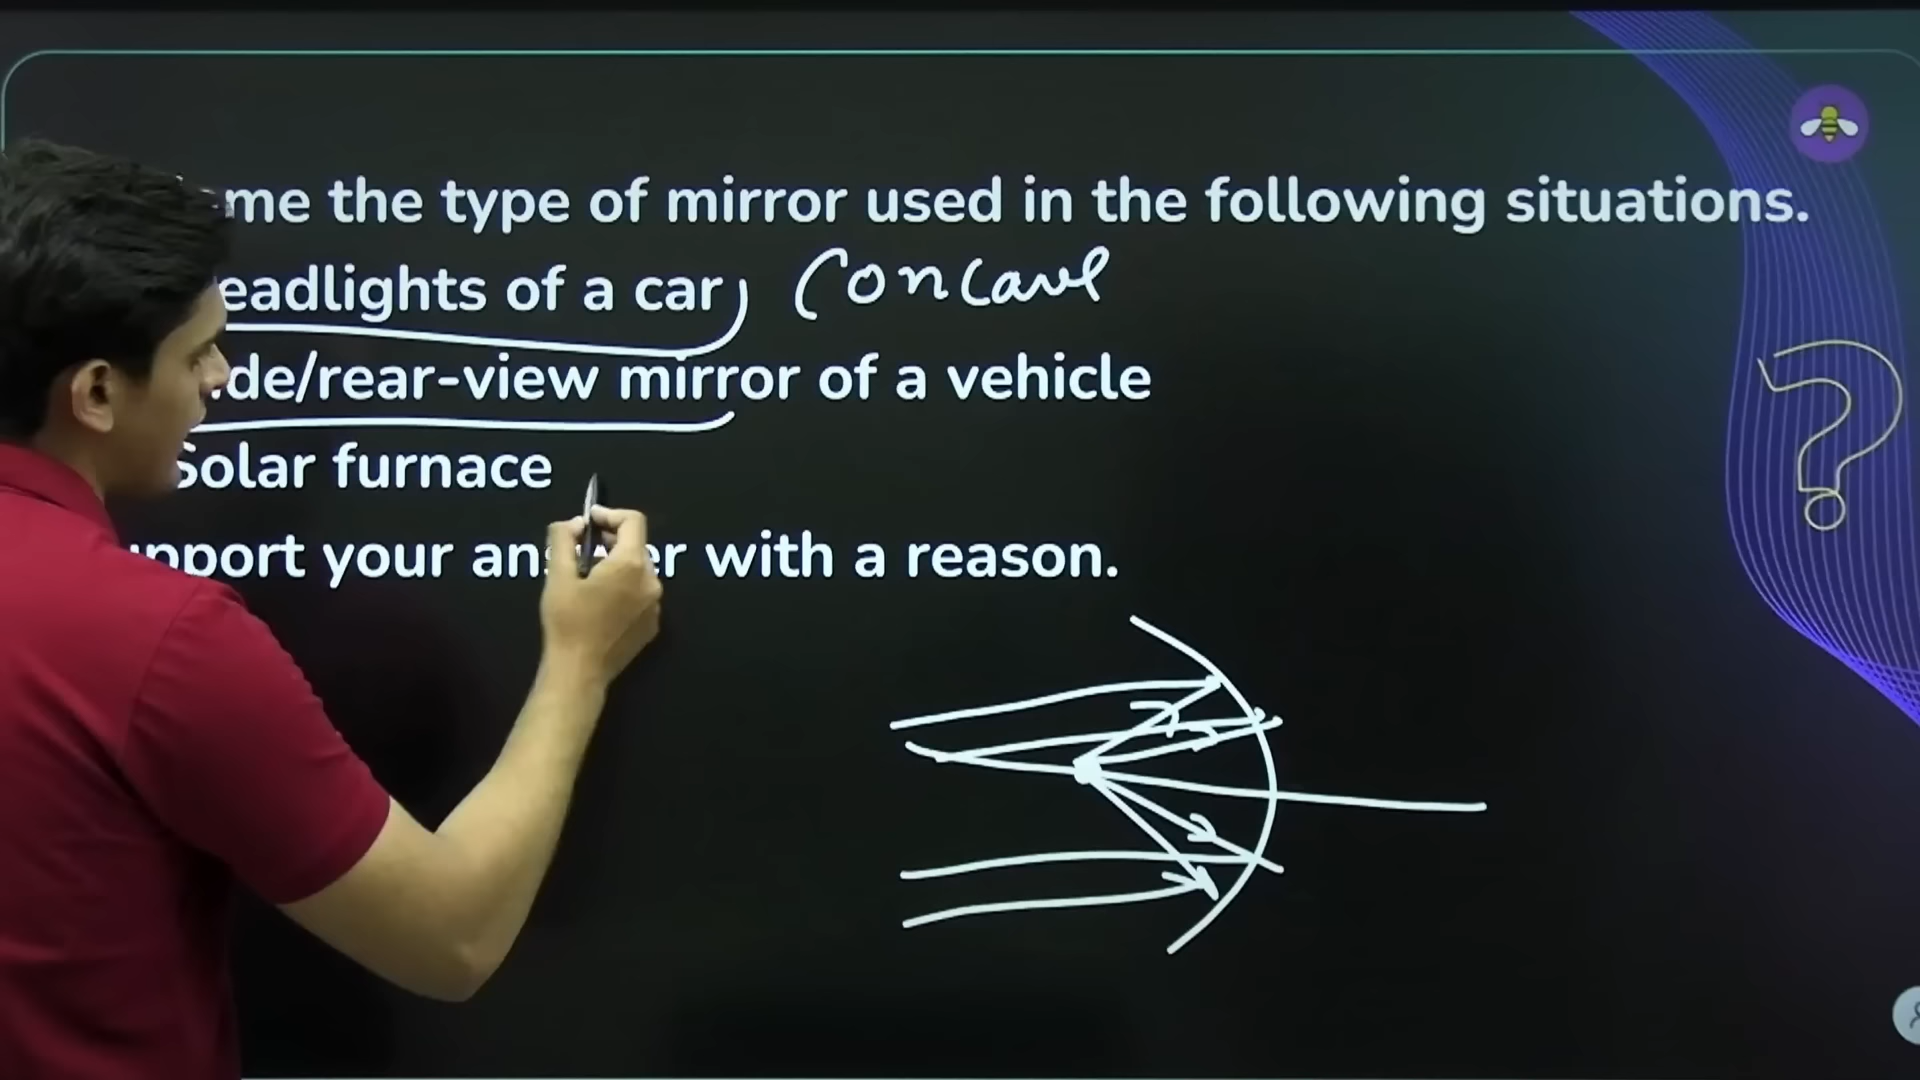 me the type of mirror used in the following situations.
eadlights of a car Concave
de/rear-view mirror of a vehicle
Solar furnace
pport your answer with a reason.